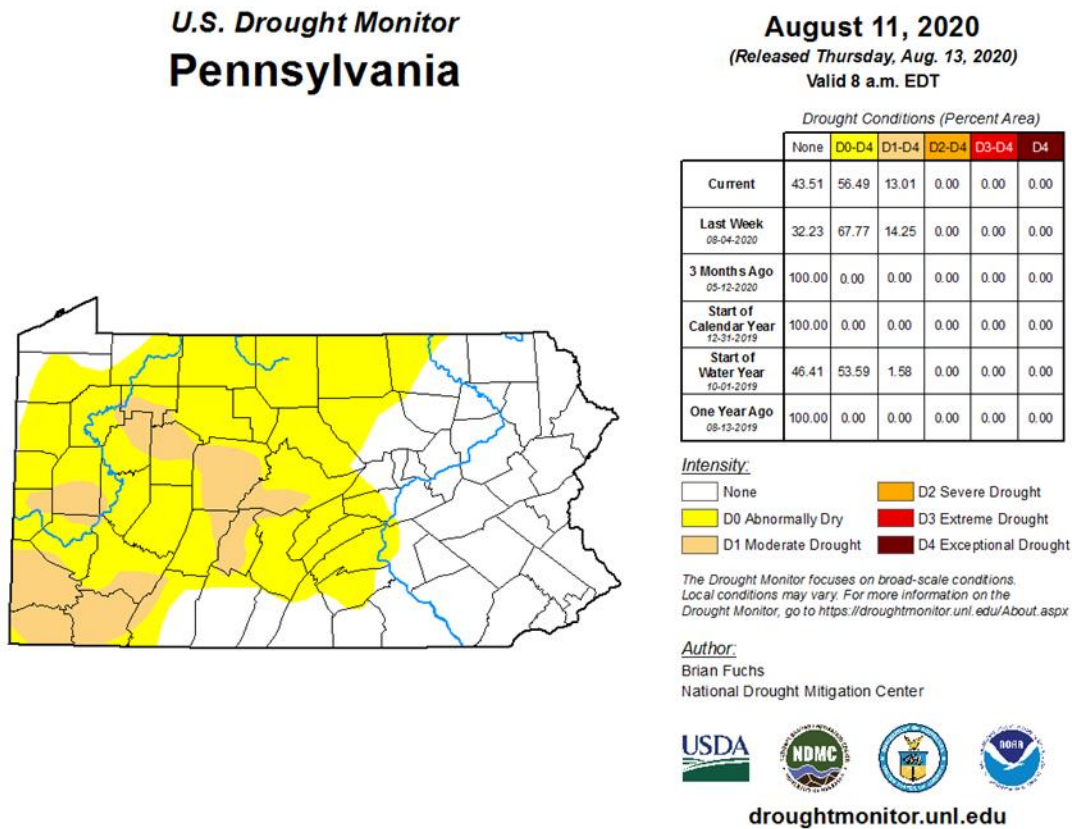 U.S. Drought Monitor
Pennsylvania
August 11, 2020
(Released Thursday, Aug. 13, 2020)
Valid 8 a.m. EDT
Drought Conditions (Percent Area)
None D0-D4 D1-D4 D2-D4 D3-D4 D4
Current 43.51 56.49 13.01 0.00 0.00 0.00
Last Week 32.23 67.77 14.25 0.00 0.00 0.00
08-04-2020
3 Months Ago 100.00 0.00 0.00 0.00 0.00 0.00
05-12-2020
Start of
Calendar Year 100.00 0.00 0.00 0.00 0.00 0.00
12-31-2019
Start of
Water Year 46.41 53.59 1.58 0.00 0.00 0.00
10-01-2019
One Year Ago 100.00 0.00 0.00 0.00 0.00 0.00
08-13-2019
Intensity:
None
D0 Abnormally Dry
D1 Moderate Drought
D2 Severe Drought
D3 Extreme Drought
D4 Exceptional Drought
The Drought Monitor focuses on broad-scale conditions.
Local conditions may vary. For more information on the
Drought Monitor, go to https://droughtmonitor.unl.edu/About.aspx
Author:
Brian Fuchs
National Drought Mitigation Center
USDA
NDMC
NOAA
droughtmonitor.unl.edu